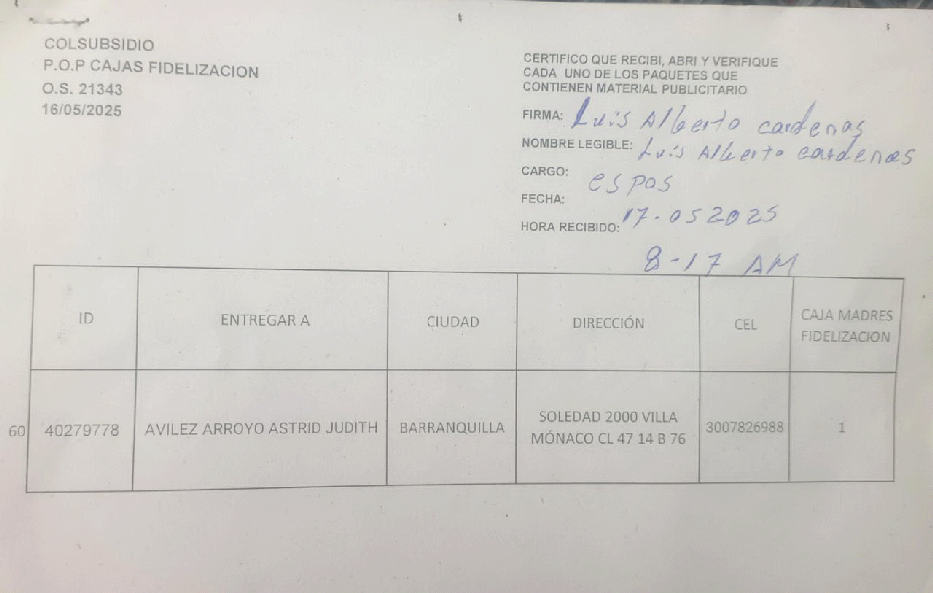 COLSUBSIDIO
P.O.P CAJAS FIDELIZACION
O.S. 21343
16/05/2025
CERTIFICO QUE RECIBI, ABRI Y VERIFIQUE
CADA UNO DE LOS PAQUETES QUE
CONTIENEN MATERIAL PUBLICITARIO
FIRMA: Luis Alberto cardenas
NOMBRE LEGIBLE: Luis Alberto cardenas
CARGO: espos
FECHA: 17-052025
HORA RECIBIDO: 8-17 AM
ID ENTREGAR A CIUDAD DIRECCIÓN CEL CAJA MADRES
FIDELIZACION
60 40279778 AVILEZ ARROYO ASTRID JUDITH BARRANQUILLA SOLEDAD 2000 VILLA
MÓNACO CL 47 14 B 76 3007826988 1